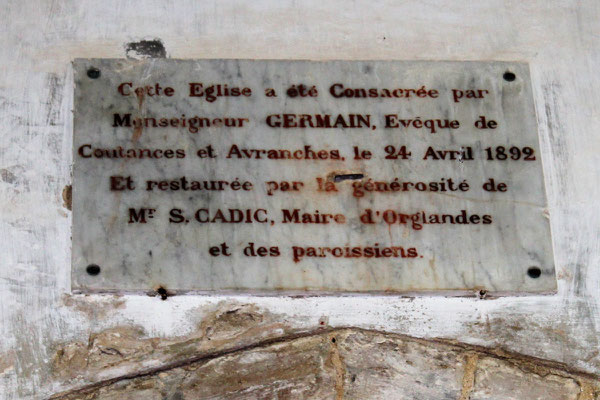 Cette Eglise a été Consacrée par
Monseigneur GERMAIN, Evêque de
Coutances et Avranches, le 24 Avril 1892
Et restaurée par la générosité de
Mr S. CADIC, Maire d'Orglandes
et des paroissiens.